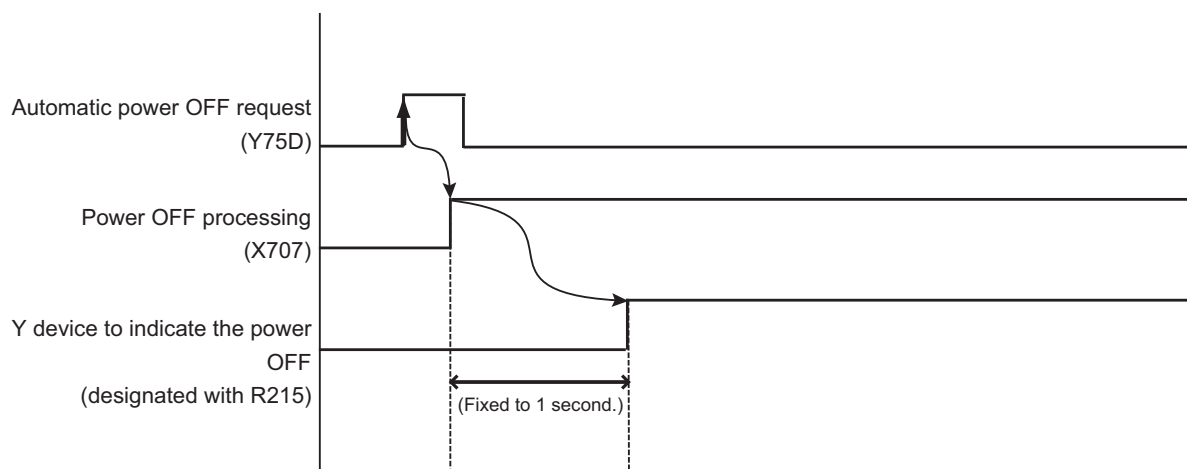 Automatic power OFF request
(Y75D)
Power OFF processing
(X707)
Y device to indicate the power
OFF
(designated with R215)
(Fixed to 1 second.)